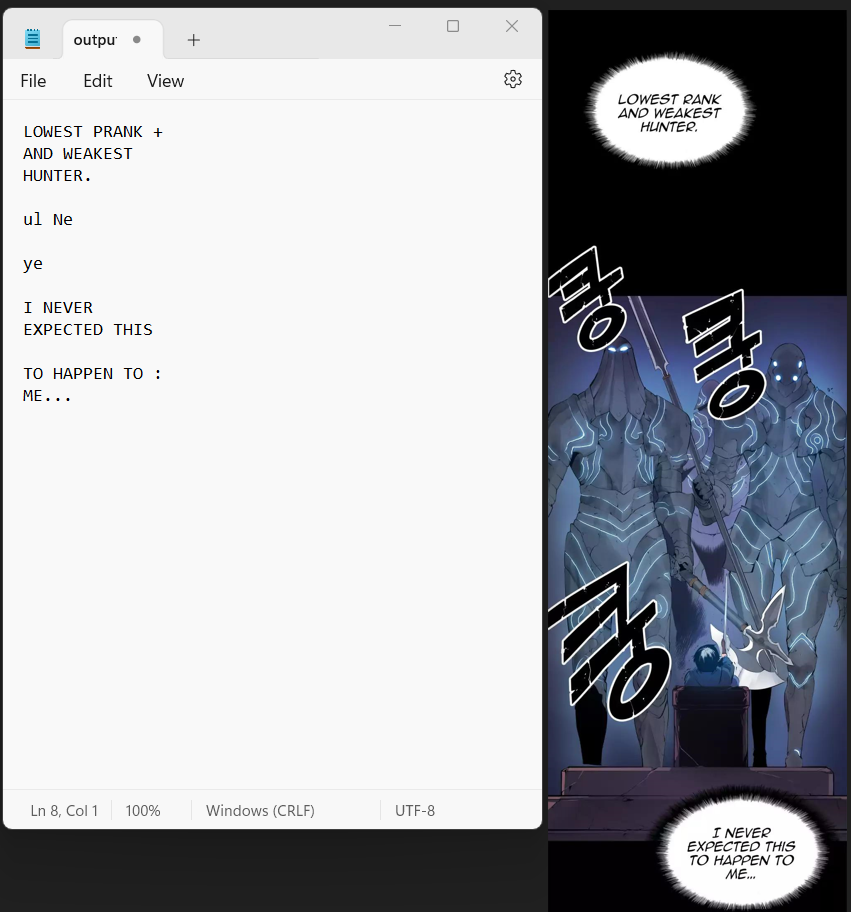 outpu
File Edit View
LOWEST PRANK +
AND WEAKEST
HUNTER.
ul Ne
ye
I NEVER
EXPECTED THIS
TO HAPPEN TO :
ME...
Ln 8, Col 1 100% Windows (CRLF) UTF-8
LOWEST RANK
AND WEAKEST
HUNTER.
쿵
쿵
쿵
I NEVER
EXPECTED THIS
TO HAPPEN TO
ME...